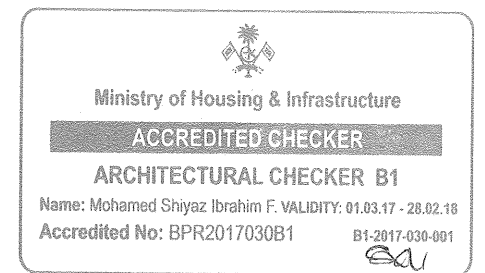 Ministry of Housing & Infrastructure
ACCREDITED CHECKER
ARCHITECTURAL CHECKER B1
Name: Mohamed Shiyaz Ibrahim F. VALIDITY: 01.03.17 - 28.02.18
Accredited No: BPR2017030B1 B1-2017-030-001